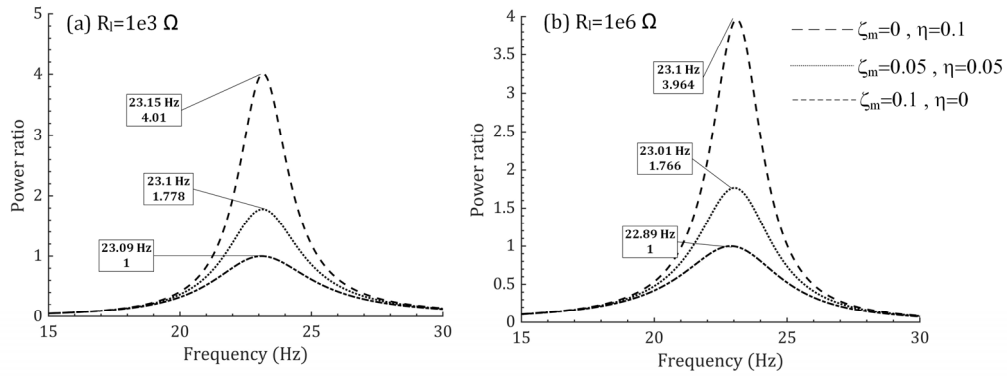 (a) Rₗ=1e3 Ω
Power ratio
5
4
3
2
1
0
15
20
25
30
Frequency (Hz)
23.15 Hz
4.01
23.1 Hz
1.778
23.09 Hz
1
(b) Rₗ=1e6 Ω
Power ratio
4
3.5
3
2.5
2
1.5
1
0.5
0
15
20
25
30
Frequency (Hz)
23.1 Hz
3.964
23.01 Hz
1.766
22.89 Hz
1
ζₘ=0 , η=0.1
ζₘ=0.05 , η=0.05
ζₘ=0.1 , η=0